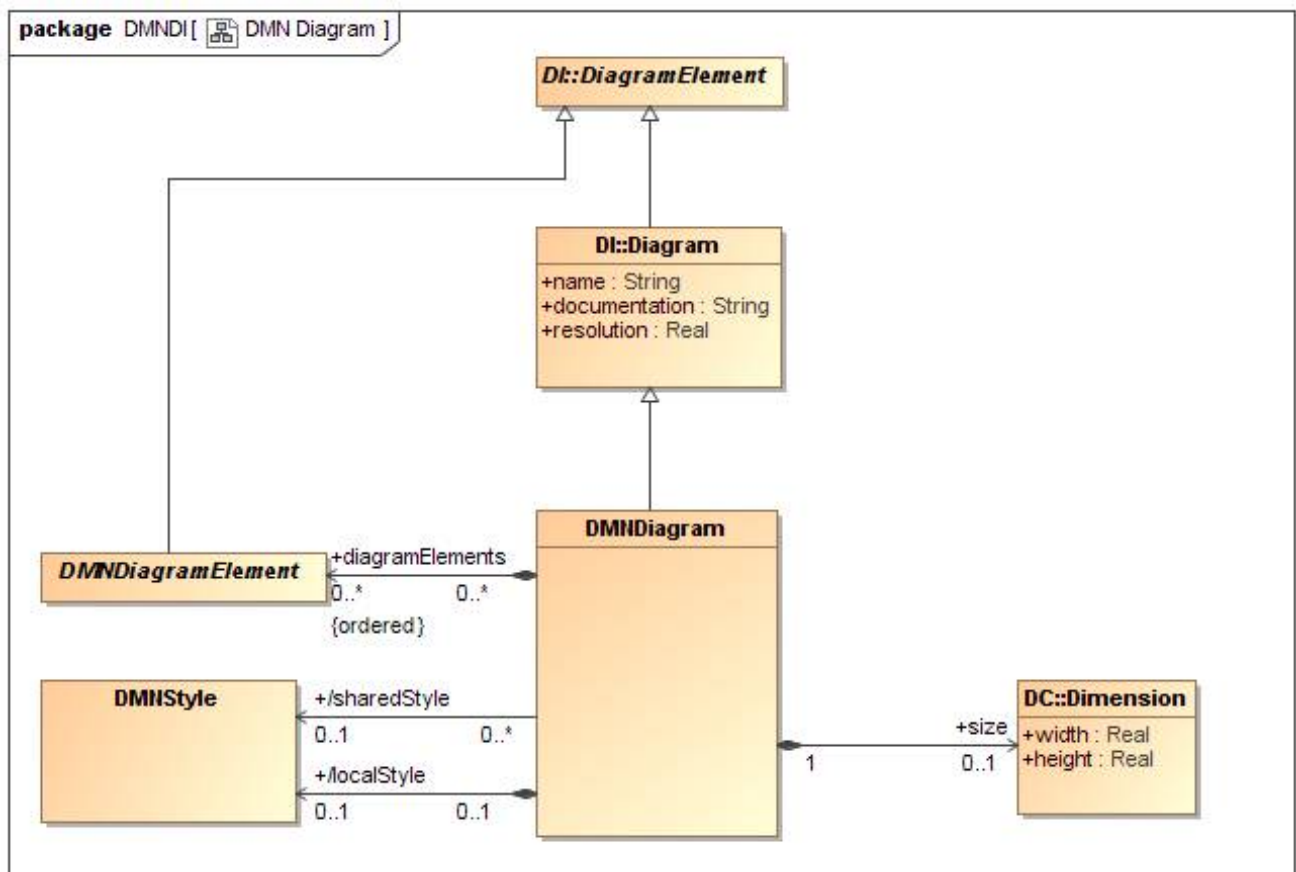 package DMNDI[ DMN Diagram ]
DI::DiagramElement
DI::Diagram
+name : String
+documentation : String
+resolution : Real
DMNDiagram
DMNDiagramElement
+diagramElements
0..* 0..*
{ordered}
DMNStyle
+/sharedStyle
0..1 0..*
+/localStyle
0..1 0..1
+size
1 0..1
DC::Dimension
+width : Real
+height : Real